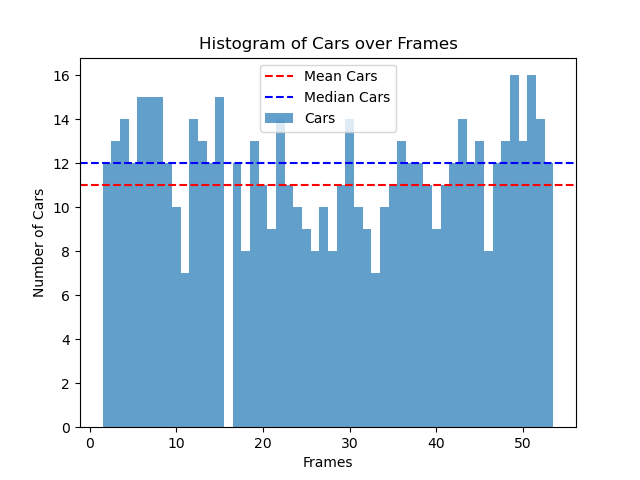 Histogram of Cars over Frames
Mean Cars
Median Cars
Cars
Number of Cars
16
14
12
10
8
6
4
2
0
0 10 20 30 40 50
Frames